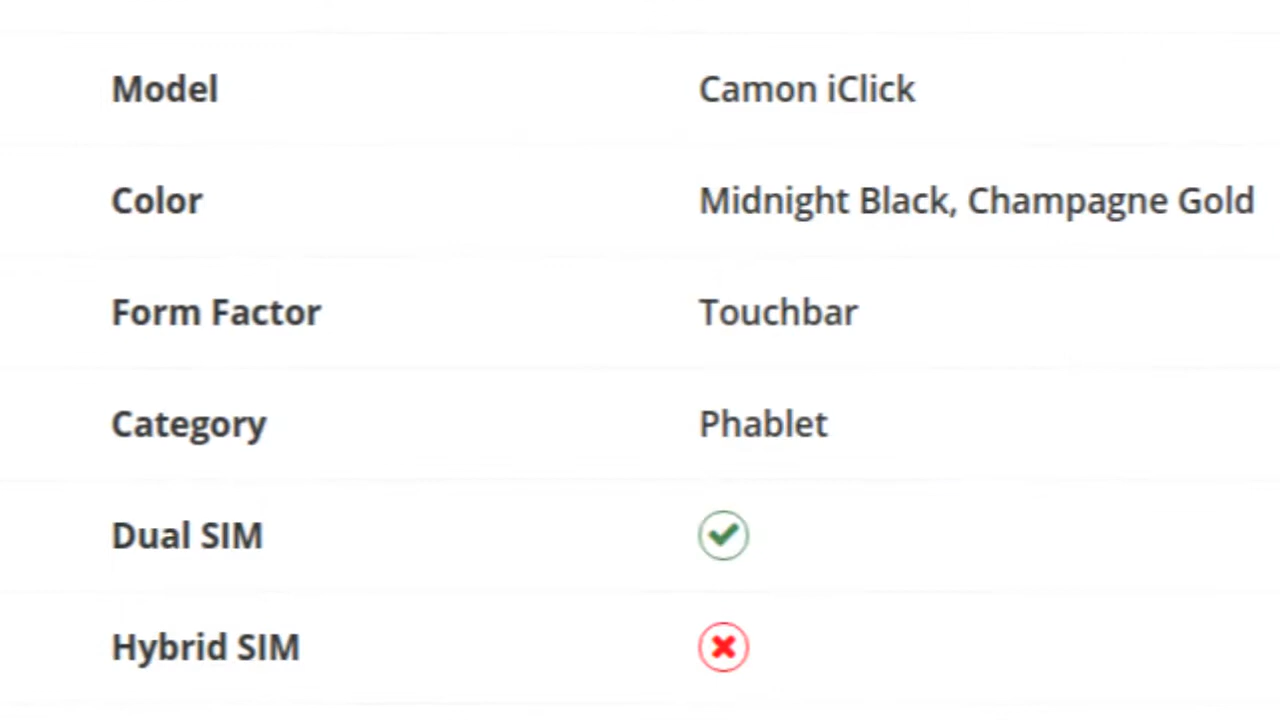 Model Camon iClick
Color Midnight Black, Champagne Gold
Form Factor Touchbar
Category Phablet
Dual SIM
Hybrid SIM